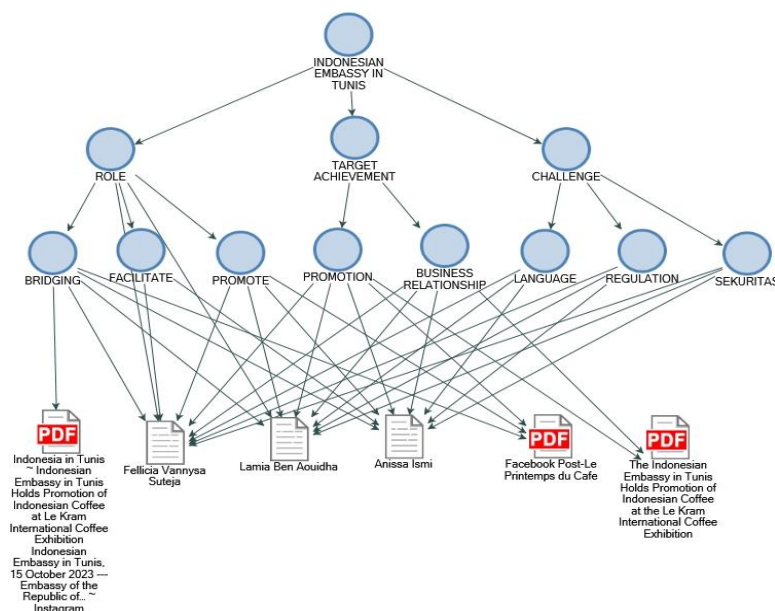 INDONESIAN
EMBASSY IN
TUNIS
ROLE
TARGET
ACHIEVEMENT
CHALLENGE
BRIDGING
FACILITATE
PROMOTE
PROMOTION
BUSINESS
RELATIONSHIP
LANGUAGE
REGULATION
SEKURITAS
PDF
Indonesia in Tunis
~ Indonesian
Embassy in Tunis
Holds Promotion of
Indonesian Coffee
at Le Kram
International Coffee
Exhibition
Indonesian
Embassy in Tunis,
15 October 2023 ---
Embassy of the
Republic of... ~
Instagram
Fellicia Vannysa
Suteja
Lamia Ben Aouidha
Anissa Ismi
PDF
Facebook Post-Le
Printemps du Cafe
PDF
The Indonesian
Embassy in Tunis
Holds Promotion of
Indonesian Coffee
at the Le Kram
International Coffee
Exhibition